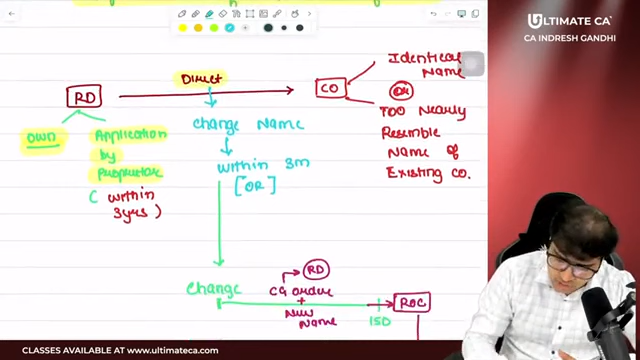 ULTIMATE CA
CA INDRESH GANDHI
Identical
Name
Direct
CO
RD
OR
Too Nearly
Resemble
Name of
Existing Co.
own
Application
by
proprietor
( within
3yrs )
Change Name
within 3m
[OR]
RD
Change
CG order
+
New
Name
15D
ROC
CLASSES AVAILABLE AT www.ultimateca.com